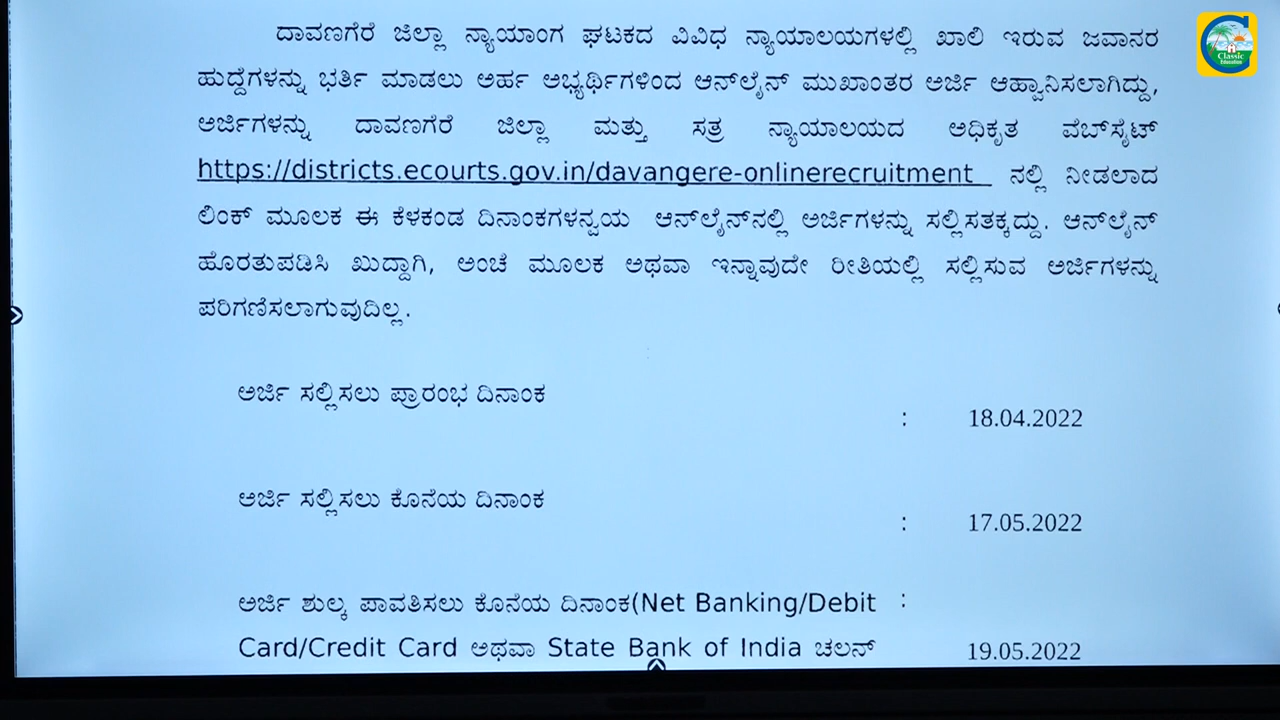 ದಾವಣಗೆರೆ ಜಿಲ್ಲಾ ನ್ಯಾಯಾಂಗ ಘಟಕದ ವಿವಿಧ ನ್ಯಾಯಾಲಯಗಳಲ್ಲಿ ಖಾಲಿ ಇರುವ ಜವಾನರ
ಹುದ್ದೆಗಳನ್ನು ಭರ್ತಿ ಮಾಡಲು ಅರ್ಹ ಅಭ್ಯರ್ಥಿಗಳಿಂದ ಆನ್‌ಲೈನ್ ಮುಖಾಂತರ ಅರ್ಜಿ ಆಹ್ವಾನಿಸಲಾಗಿದ್ದು,
ಅರ್ಜಿಗಳನ್ನು ದಾವಣಗೆರೆ ಜಿಲ್ಲಾ ಮತ್ತು ಸತ್ರ ನ್ಯಾಯಾಲಯದ ಅಧಿಕೃತ ವೆಬ್‌ಸೈಟ್
https://districts.ecourts.gov.in/davangere-onlinerecruitment ನಲ್ಲಿ ನೀಡಲಾದ
ಲಿಂಕ್ ಮೂಲಕ ಈ ಕೆಳಕಂಡ ದಿನಾಂಕಗಳನ್ವಯ ಆನ್‌ಲೈನ್‌ನಲ್ಲಿ ಅರ್ಜಿಗಳನ್ನು ಸಲ್ಲಿಸತಕ್ಕದ್ದು. ಆನ್‌ಲೈನ್
ಹೊರತುಪಡಿಸಿ ಖುದ್ದಾಗಿ, ಅಂಚೆ ಮೂಲಕ ಅಥವಾ ಇನ್ನಾವುದೇ ರೀತಿಯಲ್ಲಿ ಸಲ್ಲಿಸುವ ಅರ್ಜಿಗಳನ್ನು
ಪರಿಗಣಿಸಲಾಗುವುದಿಲ್ಲ.
ಅರ್ಜಿ ಸಲ್ಲಿಸಲು ಪ್ರಾರಂಭ ದಿನಾಂಕ : 18.04.2022
ಅರ್ಜಿ ಸಲ್ಲಿಸಲು ಕೊನೆಯ ದಿನಾಂಕ : 17.05.2022
ಅರ್ಜಿ ಶುಲ್ಕ ಪಾವತಿಸಲು ಕೊನೆಯ ದಿನಾಂಕ(Net Banking/Debit :
Card/Credit Card ಅಥವಾ State Bank of India ಚಲನ್ 19.05.2022
Classic
Education